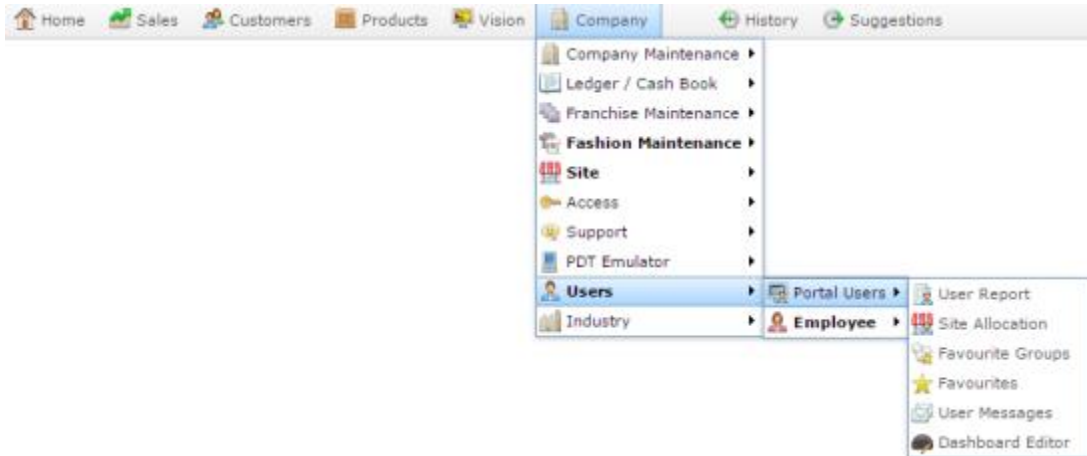 Home Sales Customers Products Vision Company History Suggestions
Company Maintenance
Ledger / Cash Book
Franchise Maintenance
Fashion Maintenance
Site
Access
Support
PDT Emulator
Users Portal Users User Report
Industry Employee Site Allocation
Favourite Groups
Favourites
User Messages
Dashboard Editor